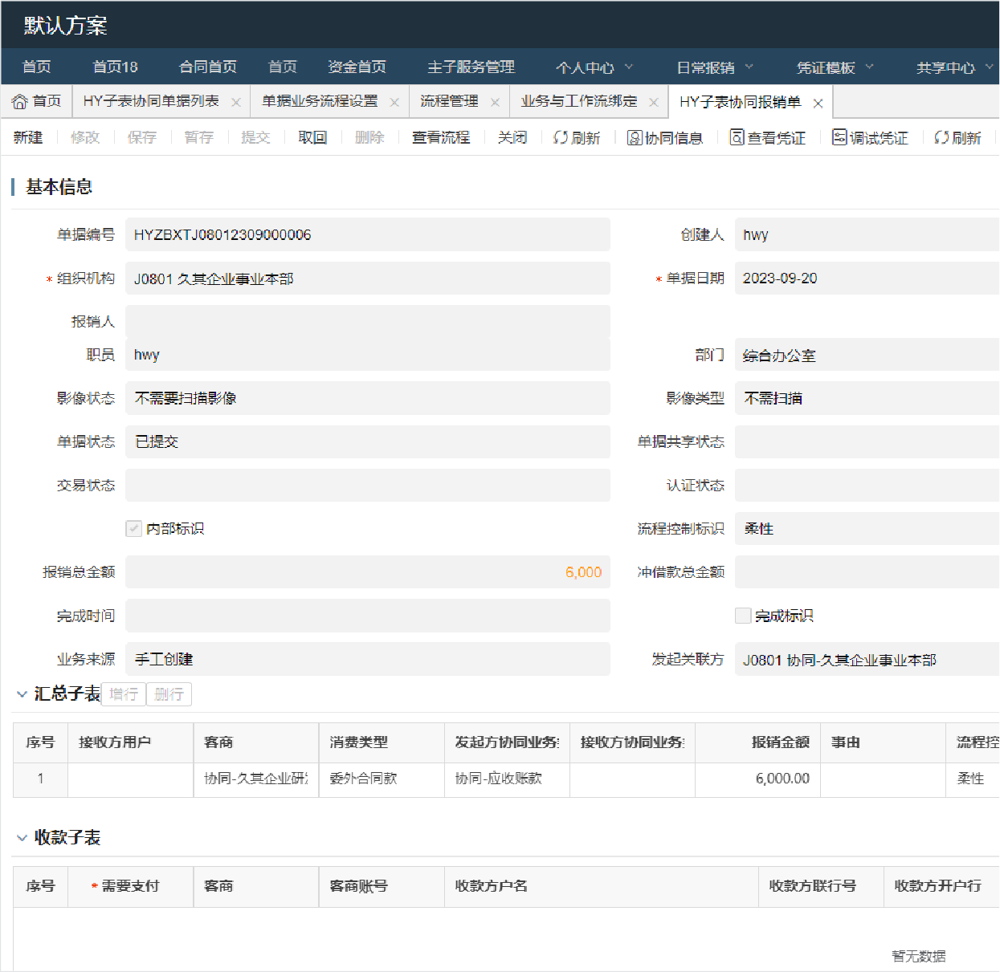 默认方案
首页 首页18 合同首页 首页 资金首页 主子服务管理 个人中心 日常报销 凭证模板 共享中心
首页 HY子表协同单据列表 单据业务流程设置 流程管理 业务与工作流绑定 HY子表协同报销单
新建 修改 保存 暂存 提交 取回 删除 查看流程 关闭 刷新 协同信息 查看凭证 调试凭证 刷新
基本信息
单据编号 HYZBXTJ08012309000006 创建人 hwy
* 组织机构 J0801 久其企业事业本部 * 单据日期 2023-09-20
报销人
职员 hwy 部门 综合办公室
影像状态 不需要扫描影像 影像类型 不需扫描
单据状态 已提交 单据共享状态
交易状态 认证状态
内部标识 流程控制标识 柔性
报销总金额 6,000 冲借款总金额
完成时间 完成标识
业务来源 手工创建 发起关联方 J0801 协同-久其企业事业本部
汇总子表 增行 删行
序号 接收方用户 客商 消费类型 发起方协同业务 接收方协同业务 报销金额 事由 流程控
1 协同-久其企业研 委外合同款 协同-应收账款 6,000.00 柔性
收款子表
序号 * 需要支付 客商 客商账号 收款方户名 收款方联行号 收款方开户行
暂无数据